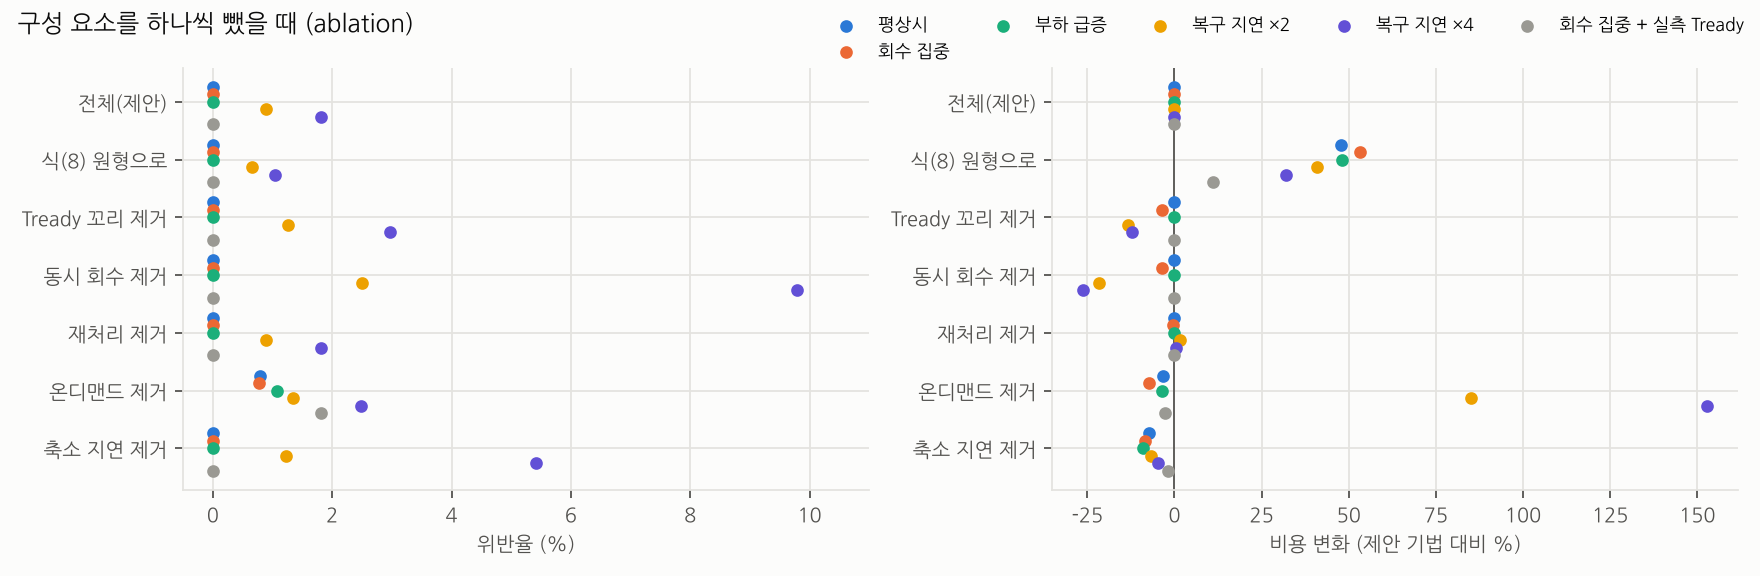 구성 요소를 하나씩 뺐을 때 (ablation)
평상시
부하 급증
복구 지연 ×2
복구 지연 ×4
회수 집중 + 실측 Tready
회수 집중
전체(제안)
식(8) 원형으로
Tready 꼬리 제거
동시 회수 제거
재처리 제거
온디맨드 제거
축소 지연 제거
0 2 4 6 8 10
위반율 (%)
전체(제안)
식(8) 원형으로
Tready 꼬리 제거
동시 회수 제거
재처리 제거
온디맨드 제거
축소 지연 제거
-25 0 25 50 75 100 125 150
비용 변화 (제안 기법 대비 %)